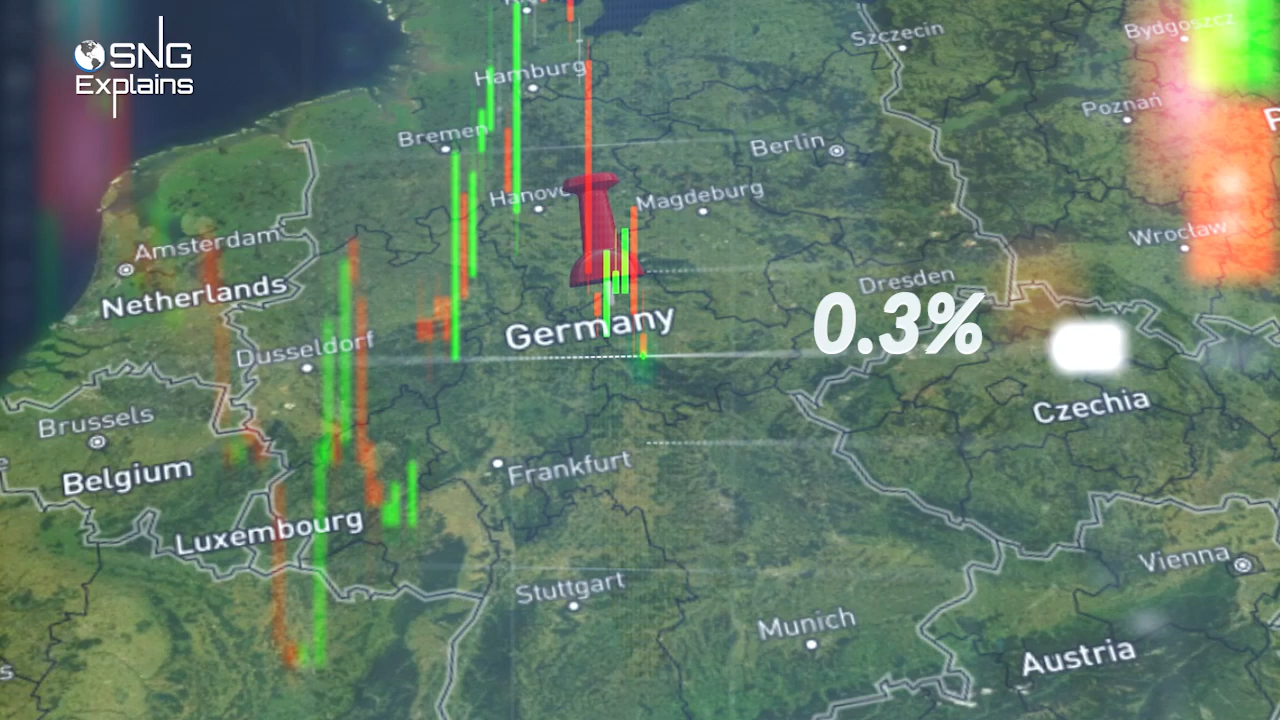 SNG
Explains
Szczecin
Bydgoszcz
Hamburg
Poznań
Bremen
Berlin
Magdeburg
Wrocław
Amsterdam
Netherlands
Dresden
0.3%
Germany
Dusseldorf
Czechia
Brussels
Belgium
Frankfurt
Luxembourg
Vienna
Stuttgart
Munich
Austria